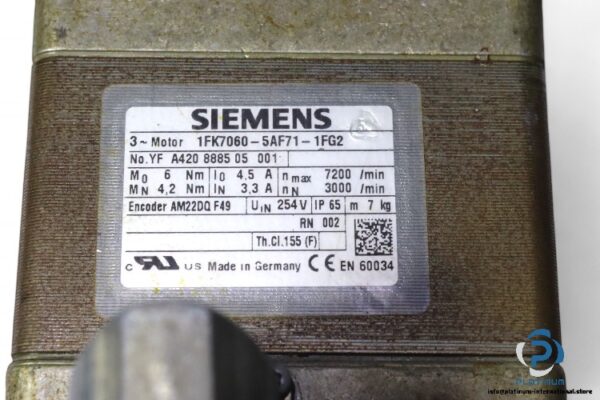 SIEMENS
3~Motor 1FK7060-5AF71-1FG2
No.YF A420 8885 05 001
M0 6 Nm I0 4,5 A nmax 7200 /min
MN 4,2 Nm IN 3,3 A nN 3000 /min
Encoder AM22DQ F49 UIN 254V IP 65 m 7 kg
RN 002
Th.Cl.155 (F)
c RU US Made in Germany CE EN 60034
PLATINUM
info@platinum-international.store